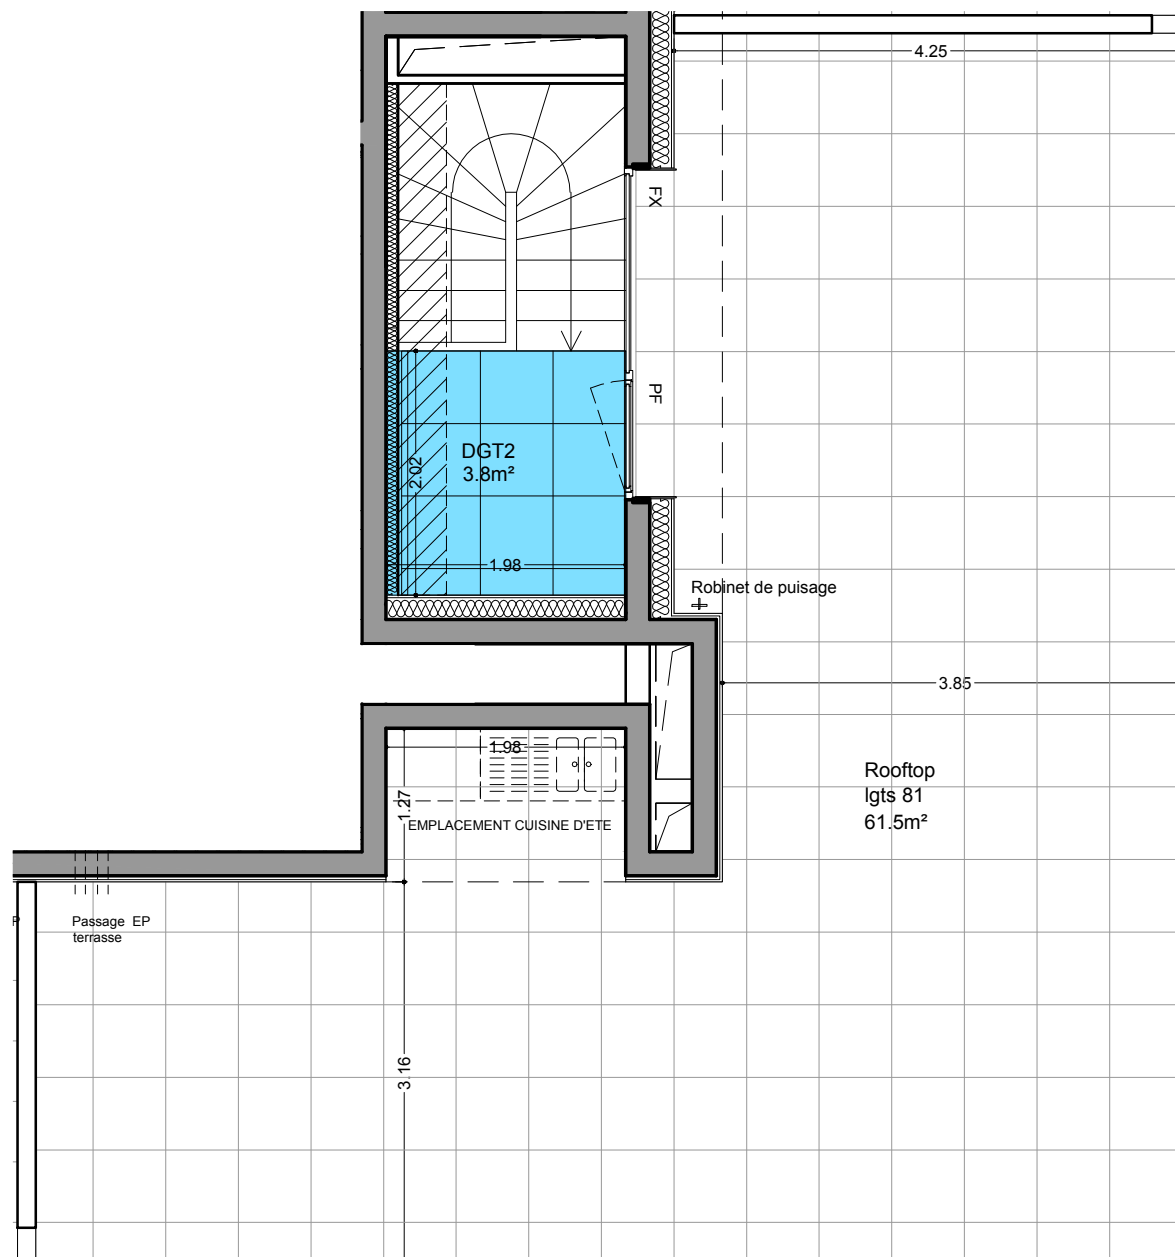 4.25
FX
PF
DGT2
3.8m²
2.02
1.98
Robinet de puisage
3.85
1.98
1.27
EMPLACEMENT CUISINE D'ETE
Rooftop
lgts 81
61.5m²
P
Passage EP
terrasse
3.16